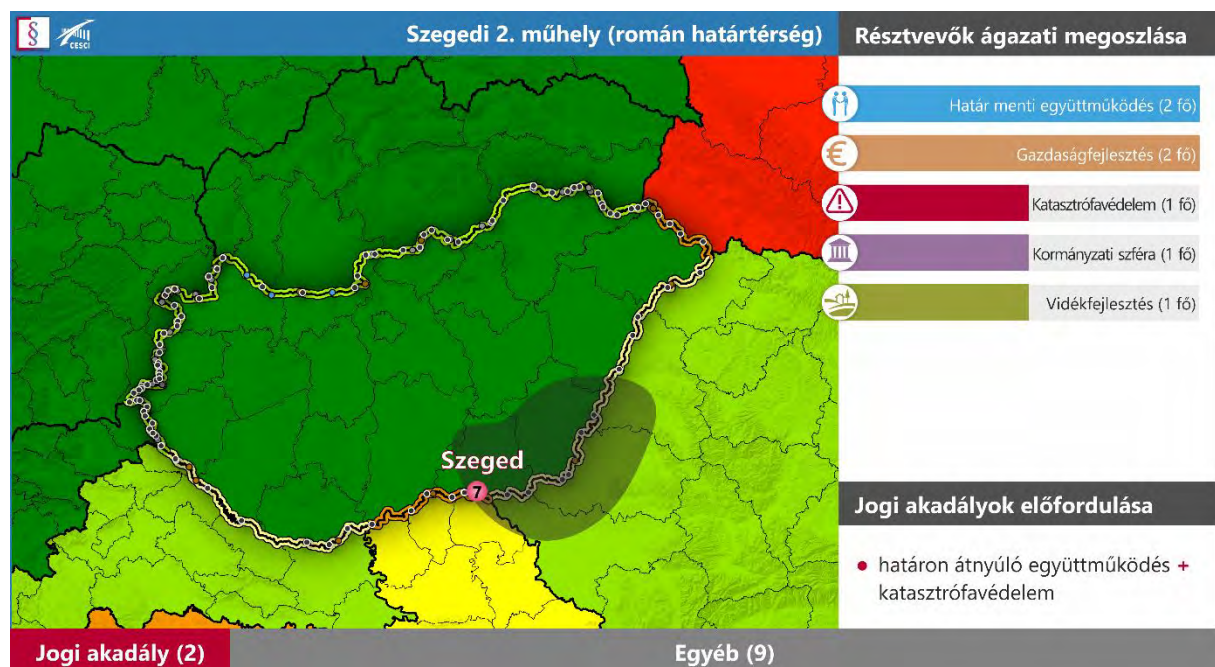 §
CESCI
Szegedi 2. műhely (román határtérség)
Résztvevők ágazati megoszlása
Határ menti együttműködés (2 fő)
€
Gazdaságfejlesztés (2 fő)
Katasztrófavédelem (1 fő)
Kormányzati szféra (1 fő)
Vidékfejlesztés (1 fő)
Szeged
7
Jogi akadályok előfordulása
• határon átnyúló együttműködés +
katasztrófavédelem
Jogi akadály (2)
Egyéb (9)